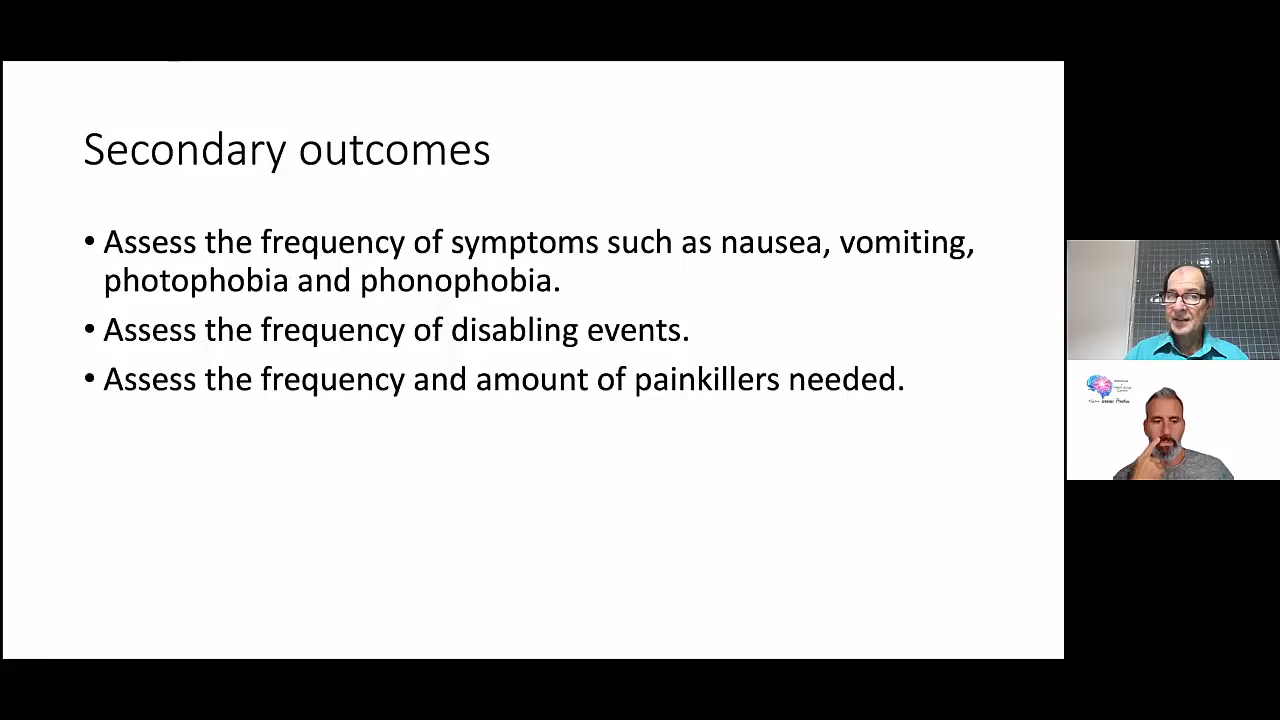 Secondary outcomes
• Assess the frequency of symptoms such as nausea, vomiting,
photophobia and phonophobia.
• Assess the frequency of disabling events.
• Assess the frequency and amount of painkillers needed.